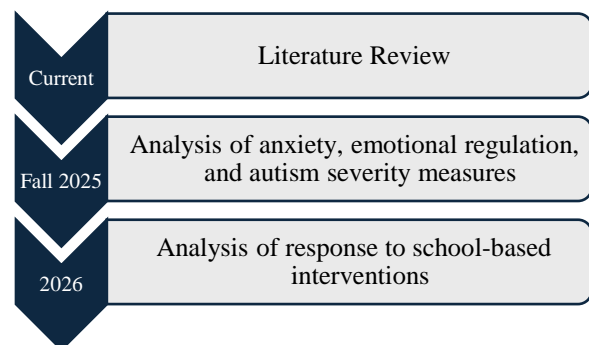 Current
Literature Review
Fall 2025
Analysis of anxiety, emotional regulation,
and autism severity measures
2026
Analysis of response to school-based
interventions